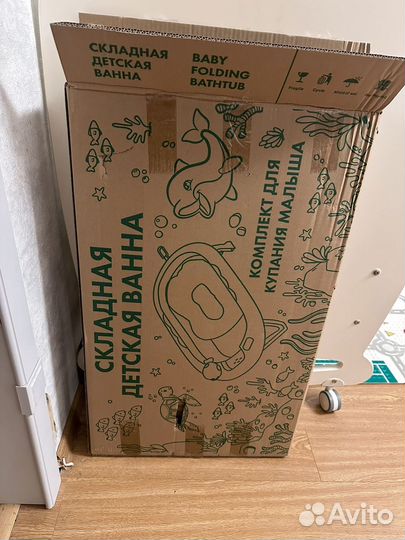 СКЛАДНАЯ
ДЕТСКАЯ
ВАННА
BABY
FOLDING
BATHTUB
СКЛАДНАЯ
ДЕТСКАЯ ВАННА
КОМПЛЕКТ ДЛЯ
КУПАНИЯ МАЛЫША
Avito